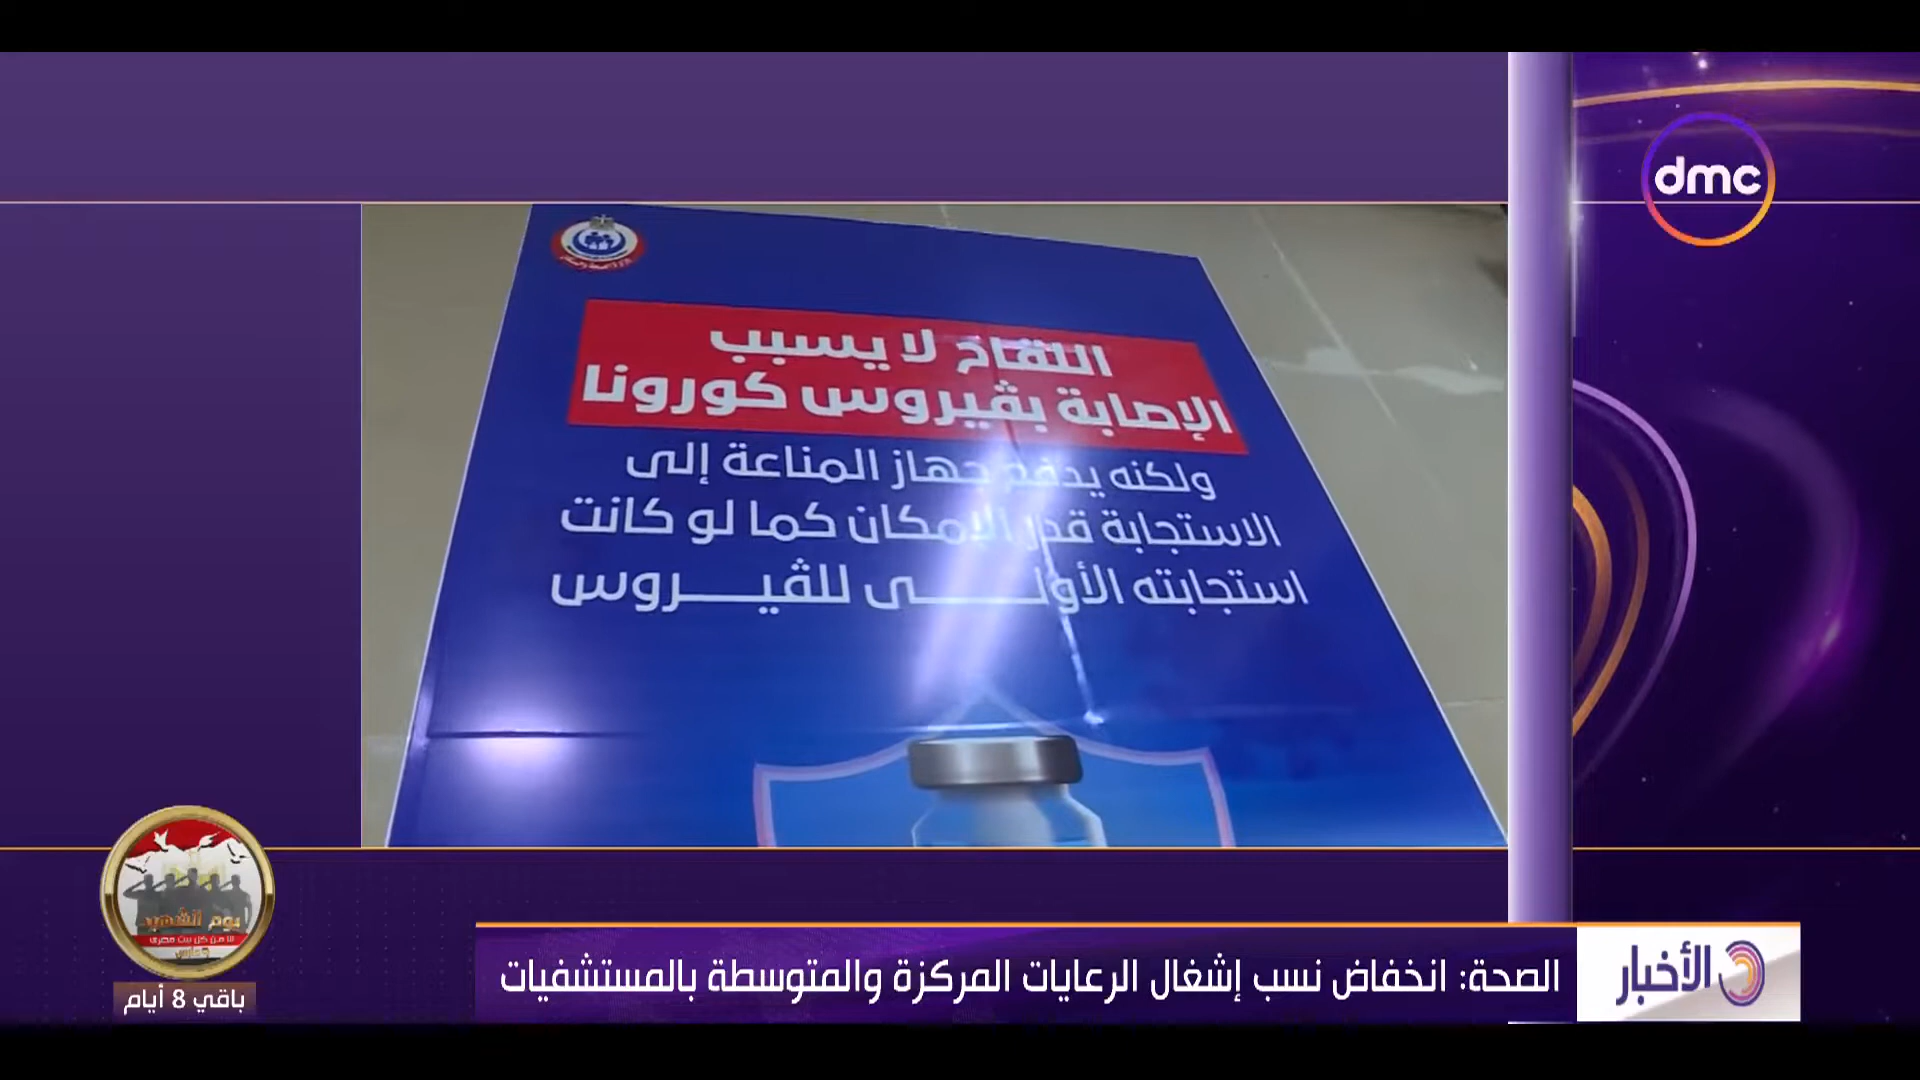 dmc
اللقاح لا يسبب
الإصابة بڤيروس كورونا
ولكنه يدفع جهاز المناعة إلى
الاستجابة قدر الإمكان كما لو كانت
استجابته الأولى للڤيروس
الأخبار
الصحة: انخفاض نسب إشغال الرعايات المركزة والمتوسطة بالمستشفيات
يوم الشهيد
باقي 8 أيام